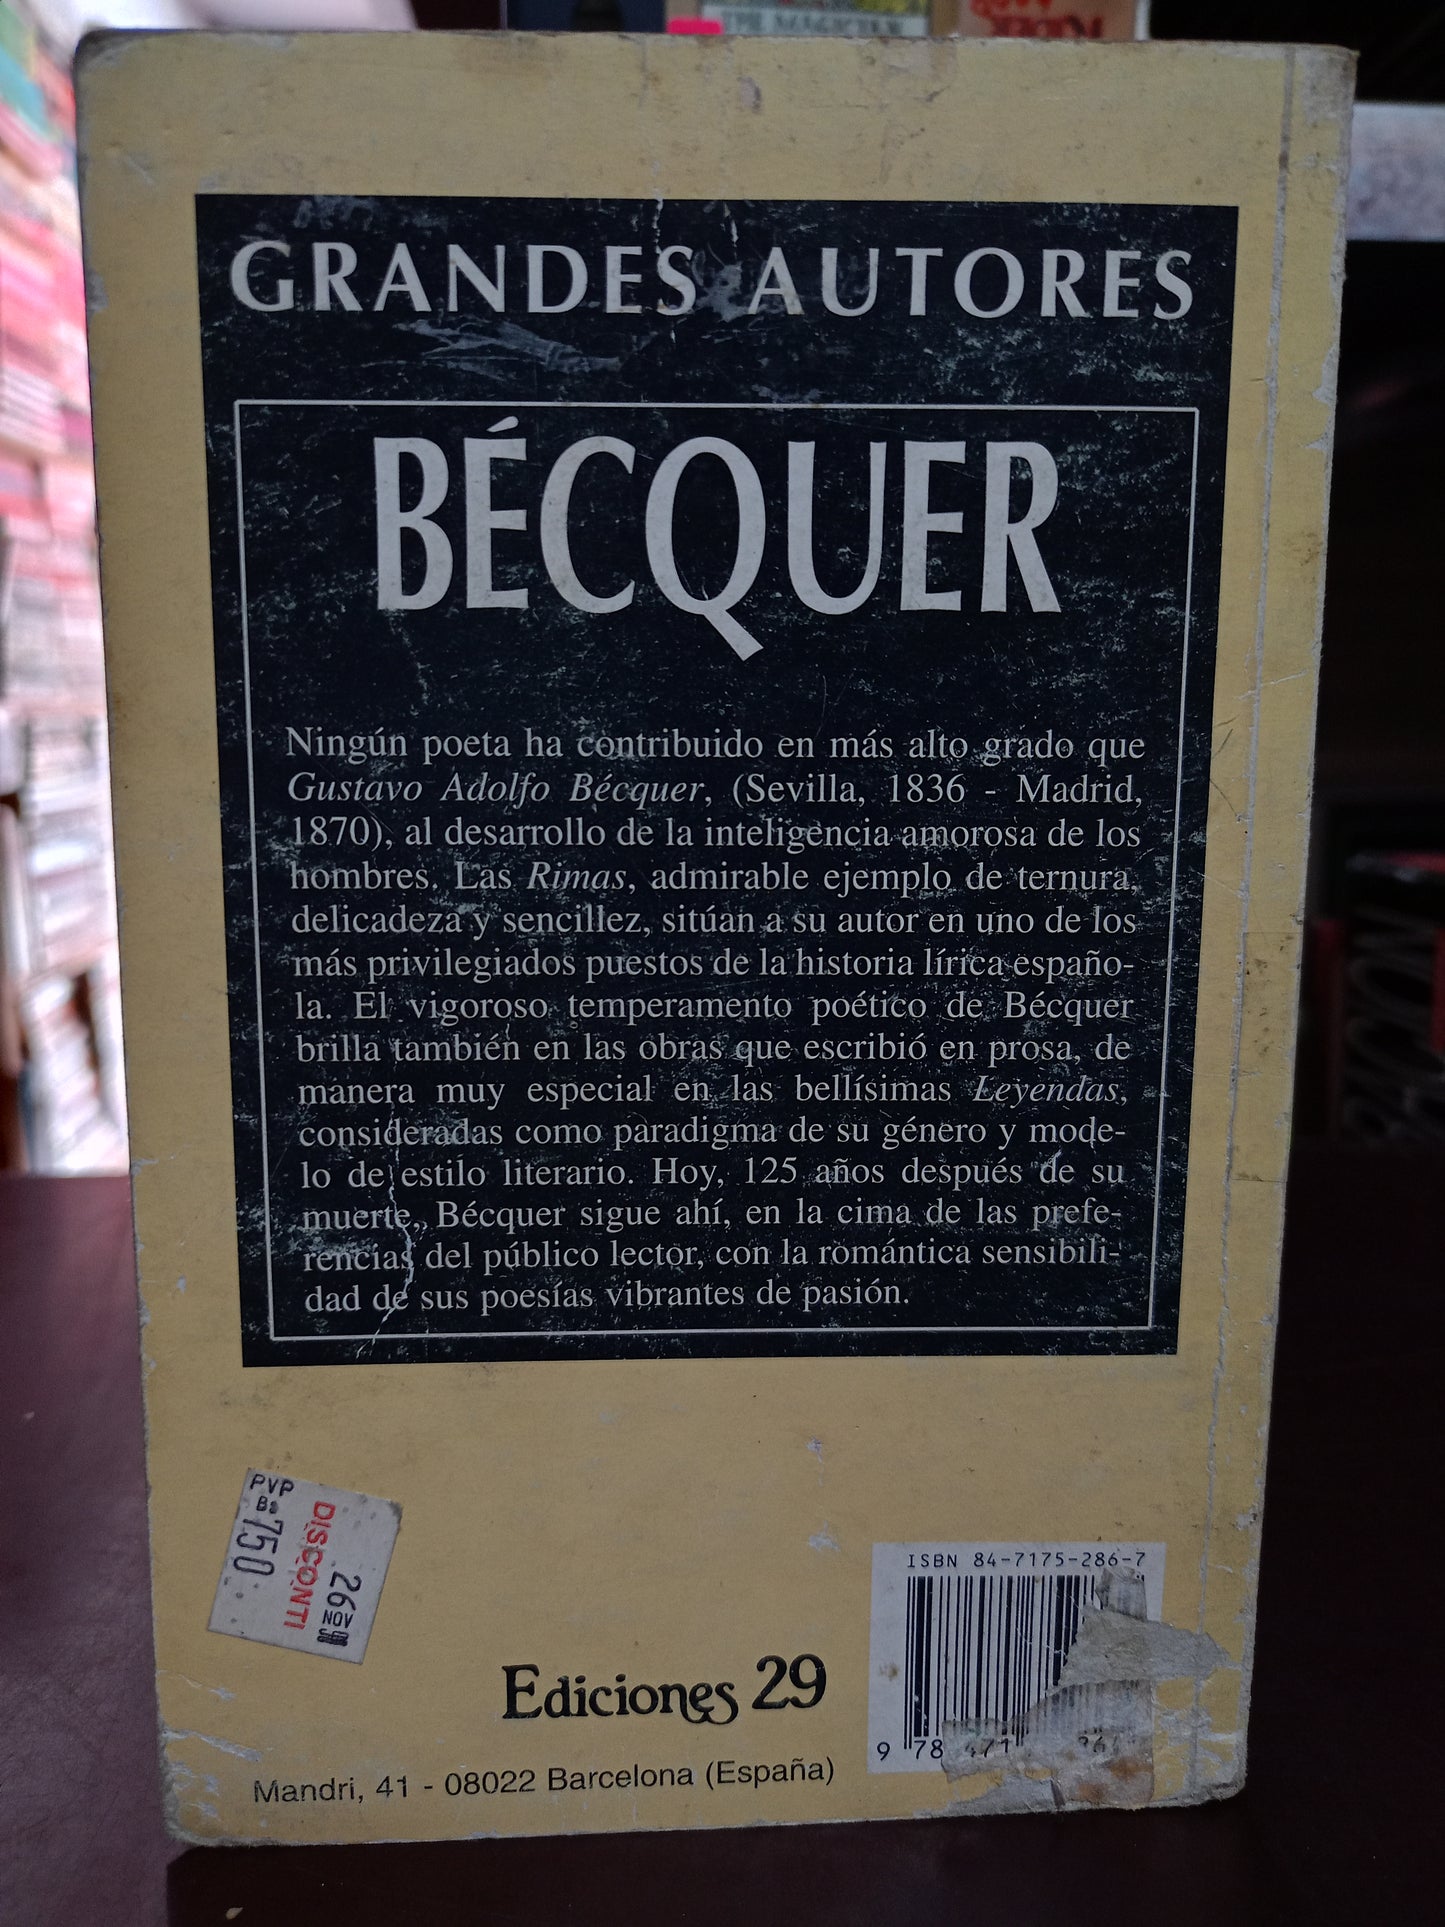 THE MAGICIAN
GRANDES AUTORES
BÉCQUER
Ningún poeta ha contribuido en más alto grado que
Gustavo Adolfo Bécquer, (Sevilla, 1836 - Madrid,
1870), al desarrollo de la inteligencia amorosa de los
hombres. Las Rimas, admirable ejemplo de ternura,
delicadeza y sencillez, sitúan a su autor en uno de los
más privilegiados puestos de la historia lírica españo-
la. El vigoroso temperamento poético de Bécquer
brilla también en las obras que escribió en prosa, de
manera muy especial en las bellísimas Leyendas,
consideradas como paradigma de su género y mode-
lo de estilo literario. Hoy, 125 años después de su
muerte, Bécquer sigue ahí, en la cima de las prefe-
rencias del público lector, con la romántica sensibili-
dad de sus poesías vibrantes de pasión.
PVP
Bs 750
DISCONTI
26 NOV
ISBN 84-7175-286-7
9 788471
Ediciones 29
Mandri, 41 - 08022 Barcelona (España)